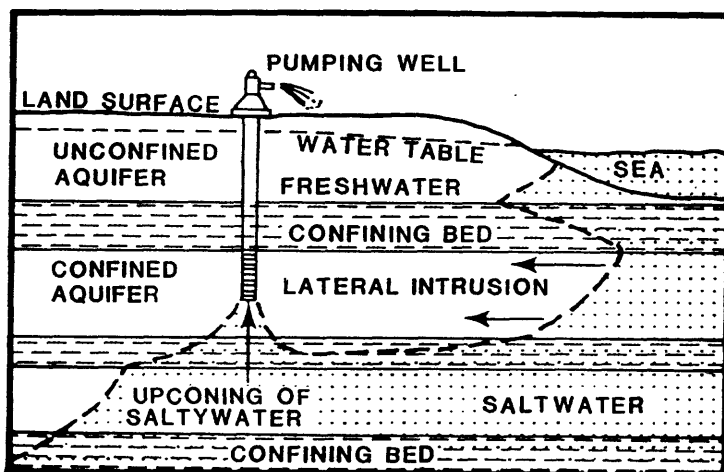 PUMPING WELL
LAND SURFACE
WATER TABLE
UNCONFINED
AQUIFER
SEA
FRESHWATER
CONFINING BED
CONFINED
AQUIFER
LATERAL INTRUSION
UPCONING OF
SALTYWATER
SALTWATER
CONFINING BED